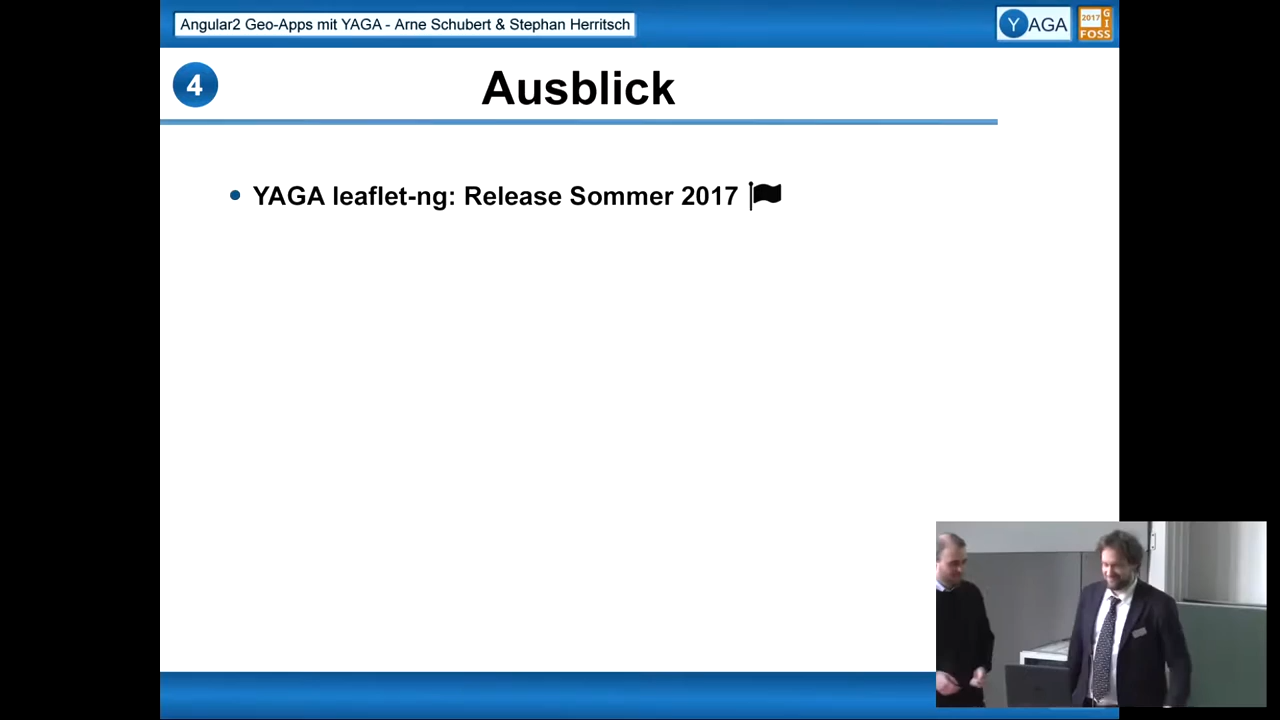 Angular2 Geo-Apps mit YAGA - Arne Schubert & Stephan Herritsch
YAGA
2017 GI
FOSS
4
Ausblick
• YAGA leaflet-ng: Release Sommer 2017